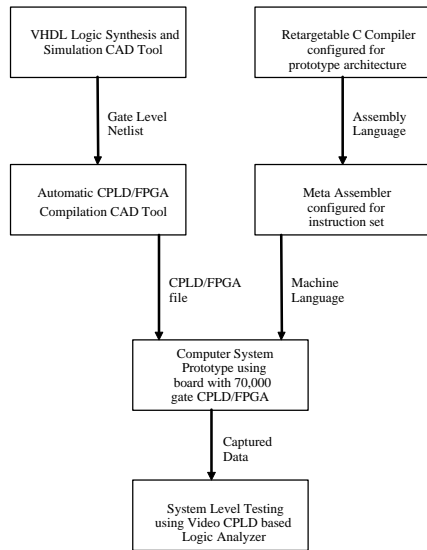 VHDL Logic Synthesis and
Simulation CAD Tool
Retargetable C Compiler
configured for
prototype architecture
Gate Level
Netlist
Assembly
Language
Automatic CPLD/FPGA
Compilation CAD Tool
Meta Assembler
configured for
instruction set
CPLD/FPGA
file
Machine
Language
Computer System
Prototype using
board with 70,000
gate CPLD/FPGA
Captured
Data
System Level Testing
using Video CPLD based
Logic Analyzer